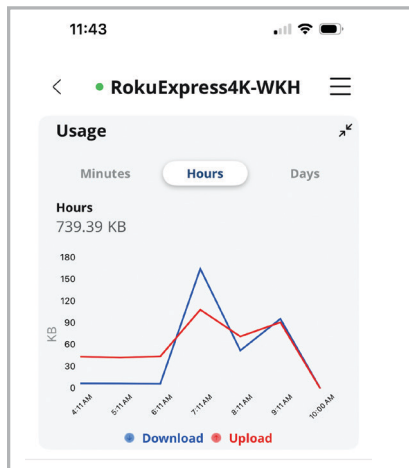 11:43
RokuExpress4K-WKH
Usage
Minutes Hours Days
Hours
739.39 KB
180
150
120
90
60
30
0
KB
4:11 AM 5:11 AM 6:11 AM 7:11 AM 8:11 AM 9:11 AM 10:00 AM
Download Upload